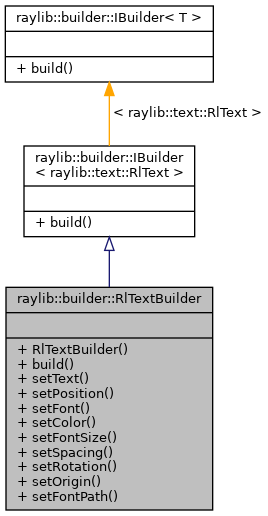 raylib::builder::IBuilder< T >
+ build()
< raylib::text::RlText >
raylib::builder::IBuilder
< raylib::text::RlText >
+ build()
raylib::builder::RlTextBuilder
+ RlTextBuilder()
+ build()
+ setText()
+ setPosition()
+ setFont()
+ setColor()
+ setFontSize()
+ setSpacing()
+ setRotation()
+ setOrigin()
+ setFontPath()